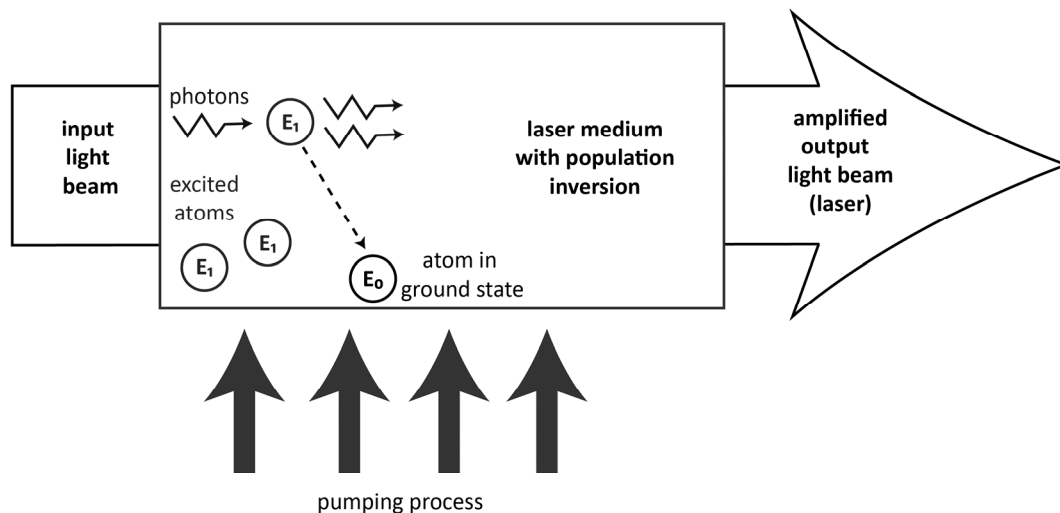 input
light
beam
photons
E₁
excited
atoms
E₁
E₁
E₀
atom in
ground state
laser medium
with population
inversion
amplified
output
light beam
(laser)
pumping process